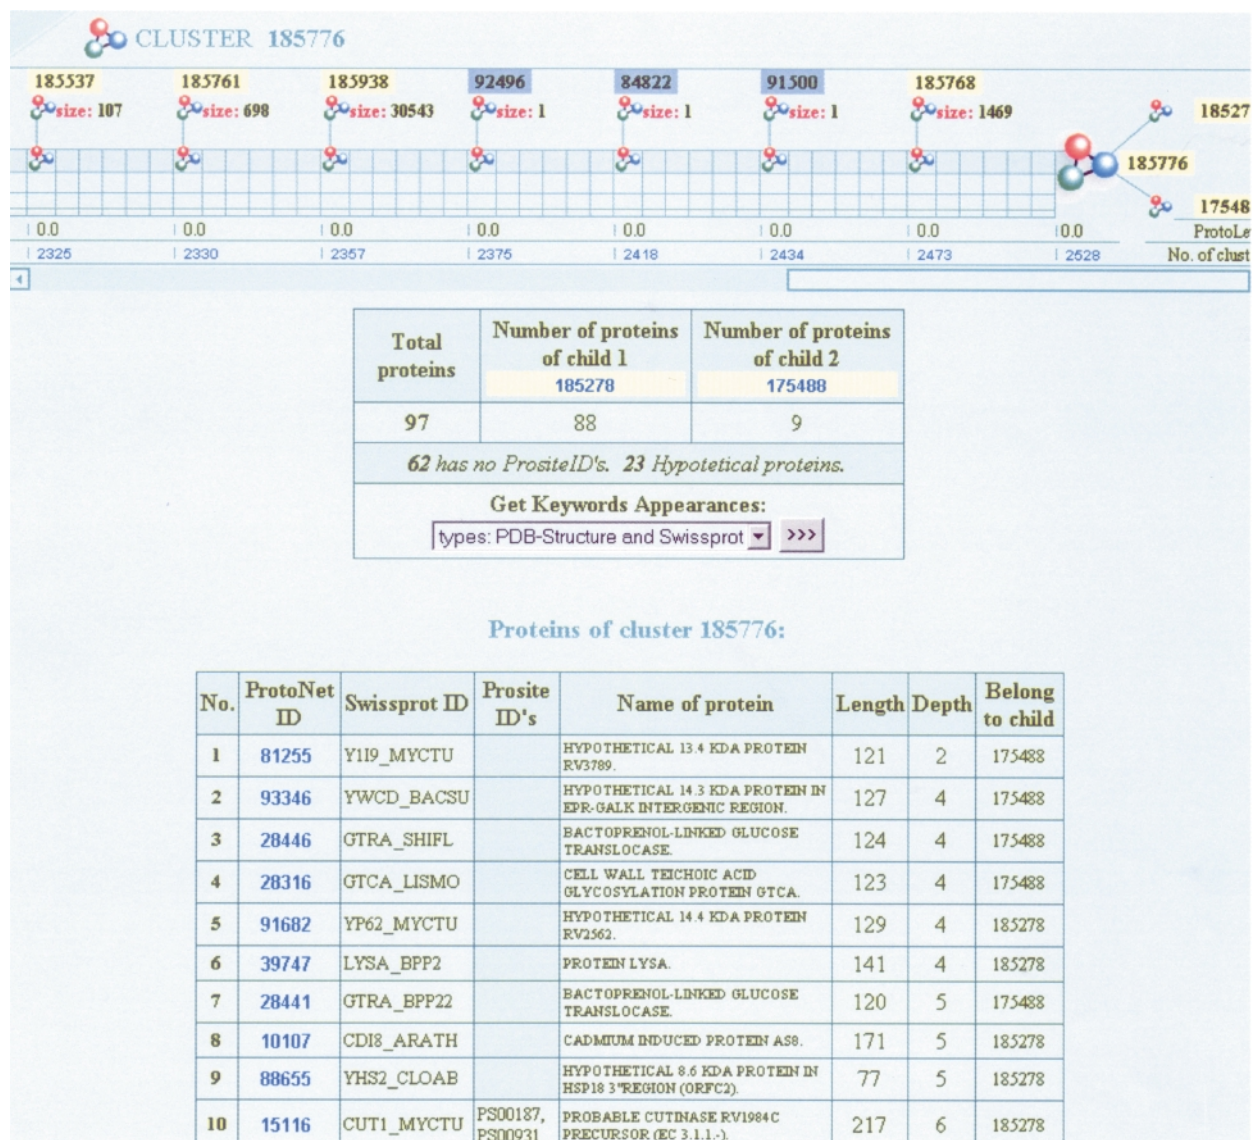 CLUSTER 185776
185537 185761 185938 92496 84822 91500 185768
size: 107 size: 698 size: 30543 size: 1 size: 1 size: 1 size: 1469 18527
185776
17548
0.0 0.0 0.0 0.0 0.0 0.0 0.0 0.0 ProtoLe
2325 2330 2357 2375 2418 2434 2473 2528 No. of clust
Total proteins Number of proteins of child 1 185278 Number of proteins of child 2 175488
97 88 9
62 has no PrositeID's. 23 Hypotetical proteins.
Get Keywords Appearances:
types: PDB-Structure and Swissprot >>>
Proteins of cluster 185776:
No. ProtoNet ID Swissprot ID Prosite ID's Name of protein Length Depth Belong to child
1 81255 Y1I9_MYCTU HYPOTHETICAL 13.4 KDA PROTEIN RV3789. 121 2 175488
2 93346 YWCD_BACSU HYPOTHETICAL 14.3 KDA PROTEIN IN EPR-GALK INTERGENIC REGION. 127 4 175488
3 28446 GTRA_SHIFL BACTOPRENOL-LINKED GLUCOSE TRANSLOCASE. 124 4 175488
4 28316 GTCA_LISMO CELL WALL TEICHOIC ACID GLYCOSYLATION PROTEIN GTCA. 123 4 175488
5 91682 YP62_MYCTU HYPOTHETICAL 14.4 KDA PROTEIN RV2562. 129 4 185278
6 39747 LYSA_BPP2 PROTEIN LYSA. 141 4 185278
7 28441 GTRA_BPP22 BACTOPRENOL-LINKED GLUCOSE TRANSLOCASE. 120 5 175488
8 10107 CDI8_ARATH CADMIUM INDUCED PROTEIN AS8. 171 5 185278
9 88655 YHS2_CLOAB HYPOTHETICAL 8.6 KDA PROTEIN IN HSP18 3"REGION (ORFC2). 77 5 185278
10 15116 CUT1_MYCTU PS00187, PS00931 PROBABLE CUTINASE RV1984C PRECURSOR (EC 3.1.1.-). 217 6 185278